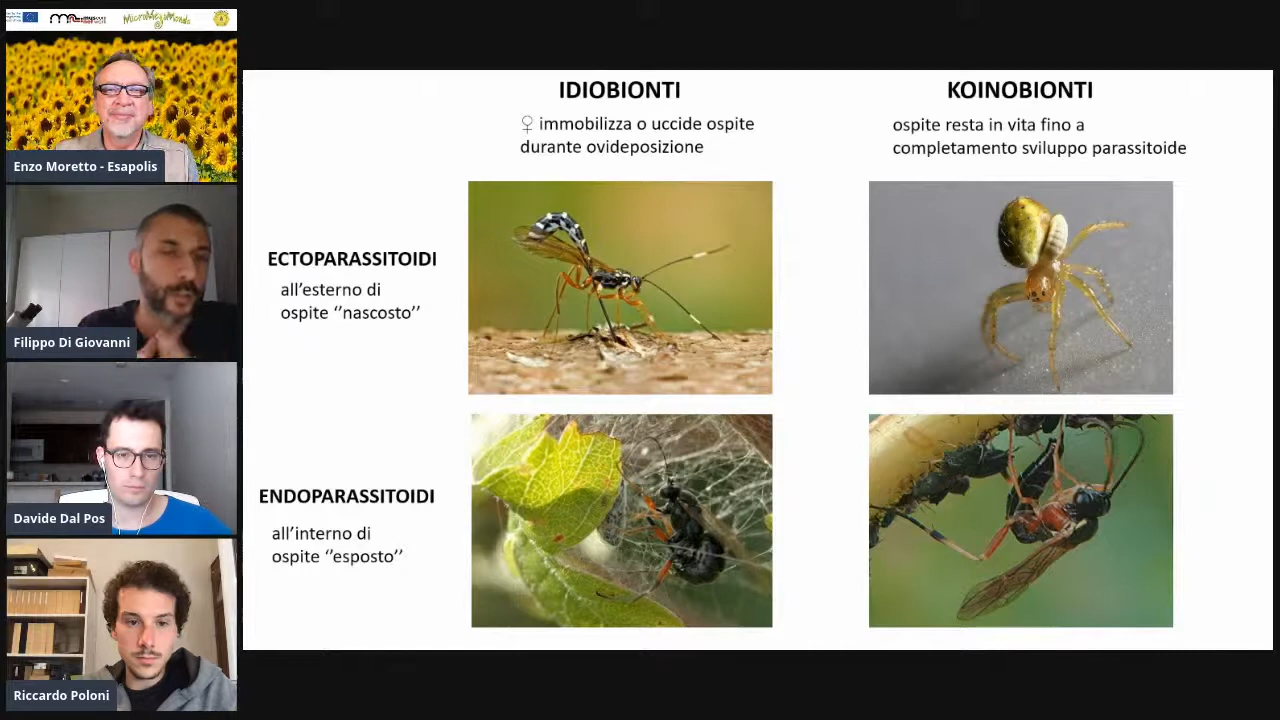 MicroMegaMondo
Enzo Moretto - Esapolis
Filippo Di Giovanni
Davide Dal Pos
Riccardo Poloni
IDIOBIONTI
♀ immobilizza o uccide ospite
durante ovideposizione
KOINOBIONTI
ospite resta in vita fino a
completamento sviluppo parassitoide
ECTOPARASSITOIDI
all’esterno di
ospite ‘’nascosto’’
ENDOPARASSITOIDI
all’interno di
ospite ‘’esposto’’